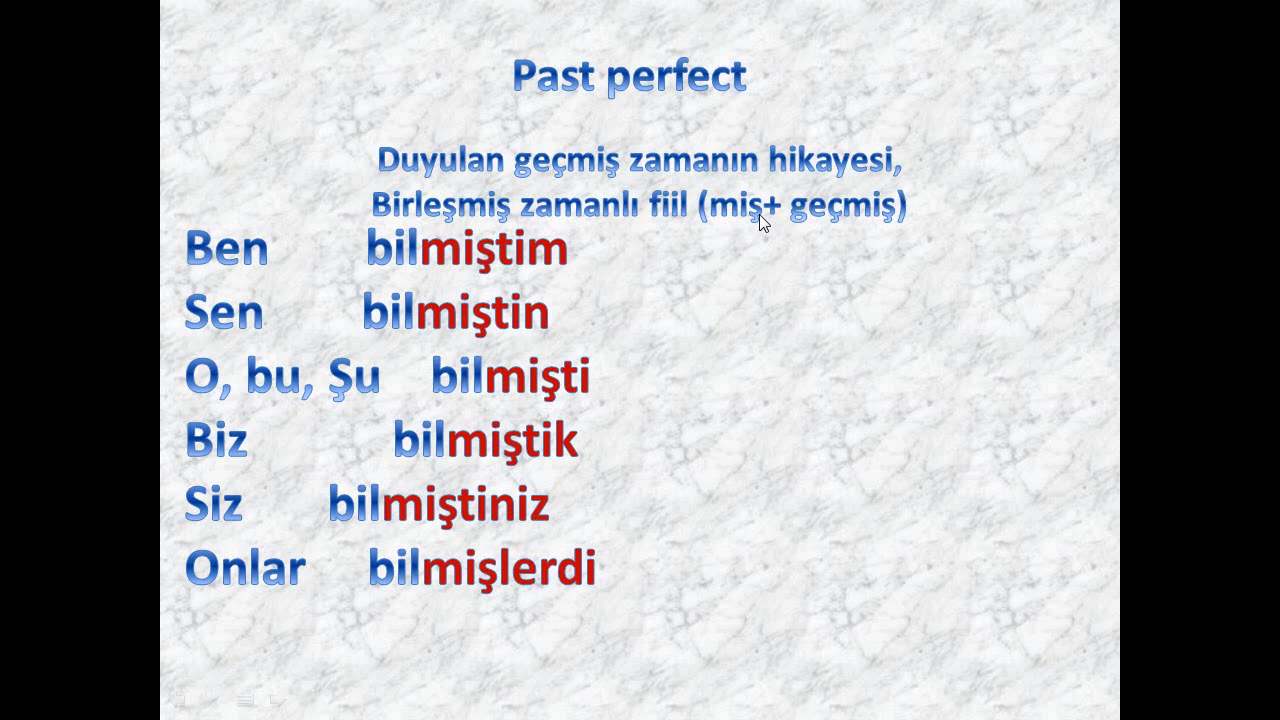 Past perfect
Duyulan geçmiş zamanın hikayesi,
Birleşmiş zamanlı fiil (miş+ geçmiş)
Ben bilmiştim
Sen bilmiştin
O, bu, Şu bilmişti
Biz bilmiştik
Siz bilmiştiniz
Onlar bilmişlerdi